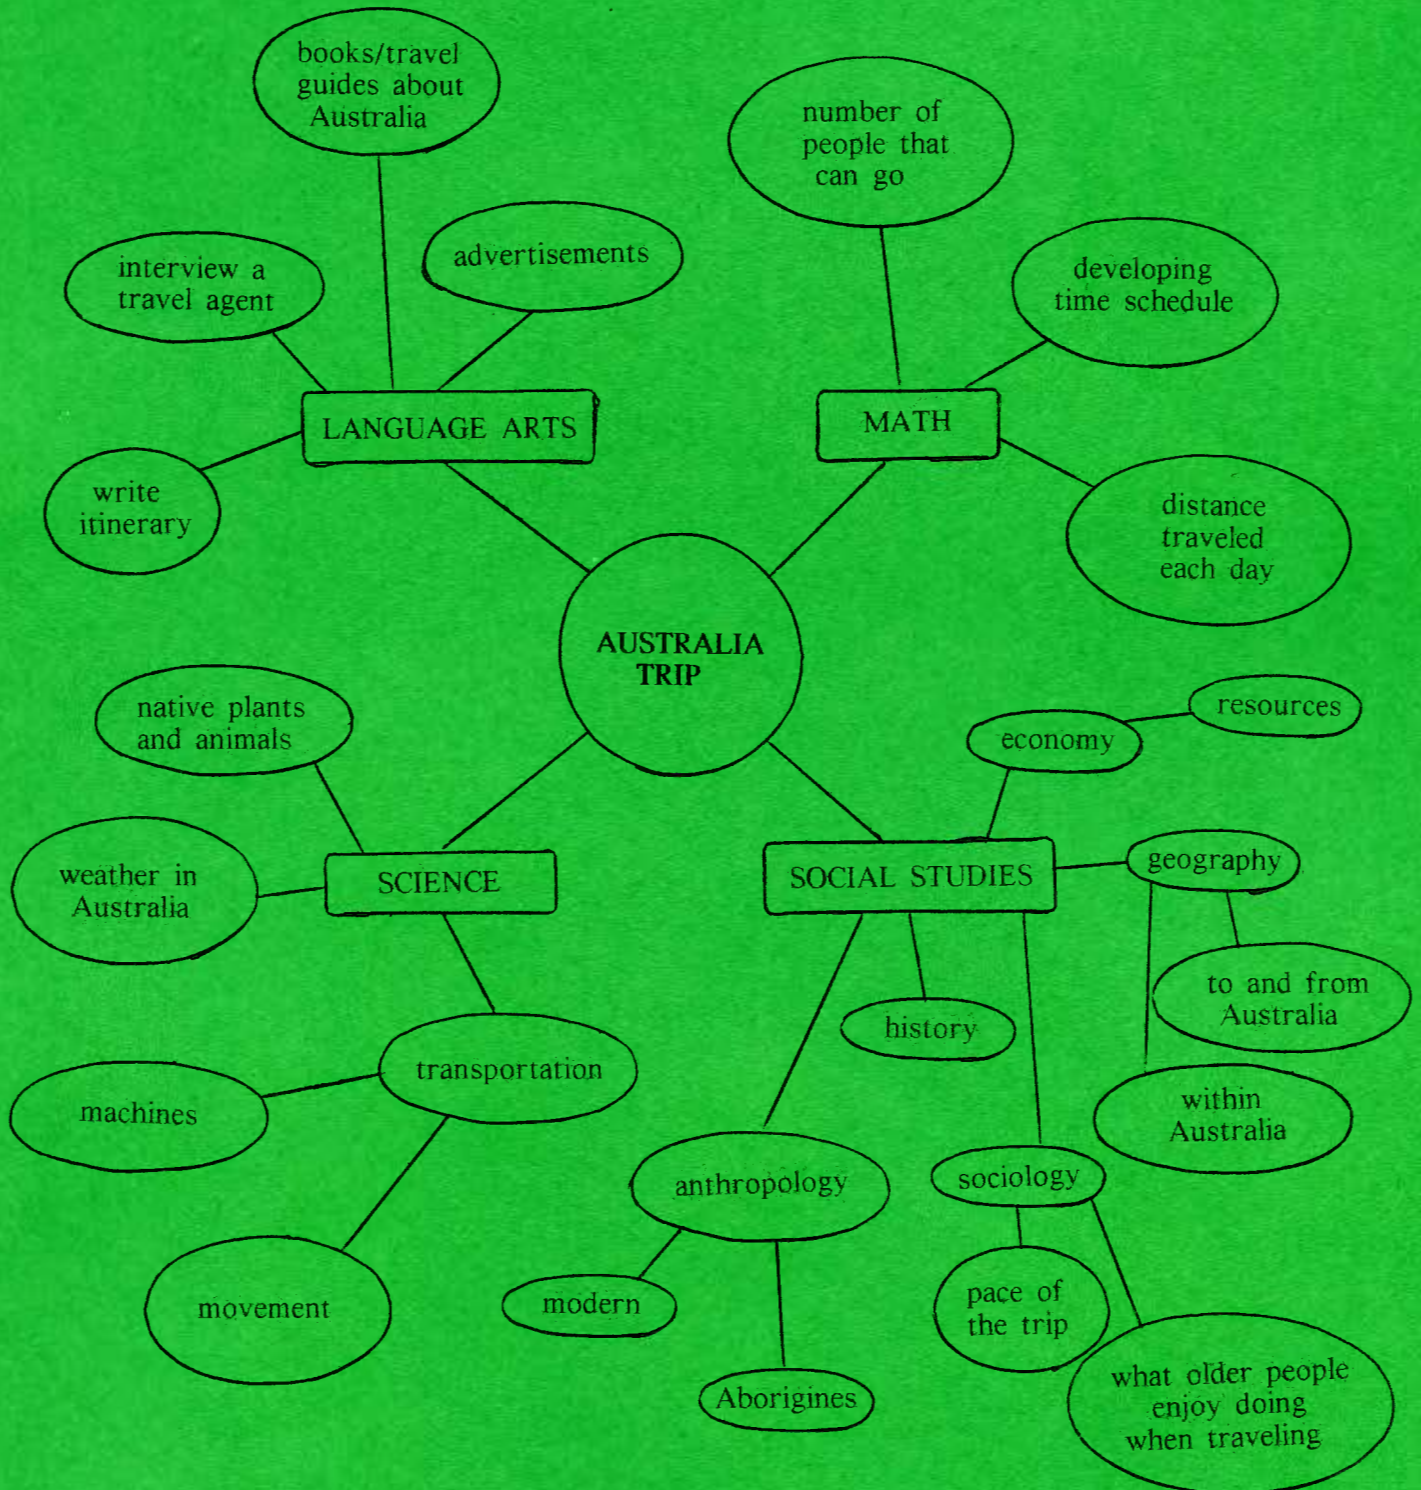 books/travel
guides about
Australia
number of
people that
can go
interview a
travel agent
advertisements
developing
time schedule
LANGUAGE ARTS
MATH
write
itinerary
distance
traveled
each day
AUSTRALIA
TRIP
native plants
and animals
economy
resources
weather in
Australia
SCIENCE
SOCIAL STUDIES
geography
to and from
Australia
history
transportation
machines
within
Australia
anthropology
sociology
movement
modern
pace of
the trip
Aborigines
what older people
enjoy doing
when traveling